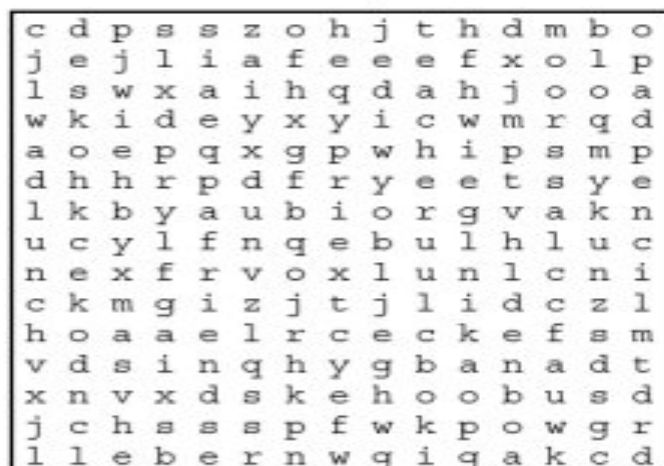 c d p s s z o h j t h d m b o
j e j l i a f e e e f x o l p
l s w x a i h q d a h j o o a
w k i d e y x y i c w m r q d
a o e p q x g p w h i p s m p
d h h r p d f r y e e t s y e
l k b y a u b i o r g v a k n
u c y l f n q e b u l h l u c
n e x f r v o x l u n l c n i
c k m g i z j t j l i d c z l
h o a a e l r c e c k e f s m
v d s i n q h y g b a n a d t
x n v x d s k e h o o b u s d
j c h s s s p f w k p o w g r
l l e b e r n w q i q a k c d